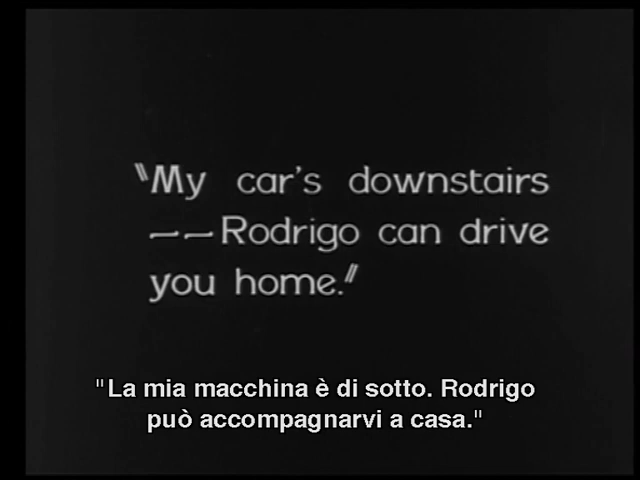 "My car's downstairs
——Rodrigo can drive
you home."
"La mia macchina è di sotto. Rodrigo
può accompagnarvi a casa."